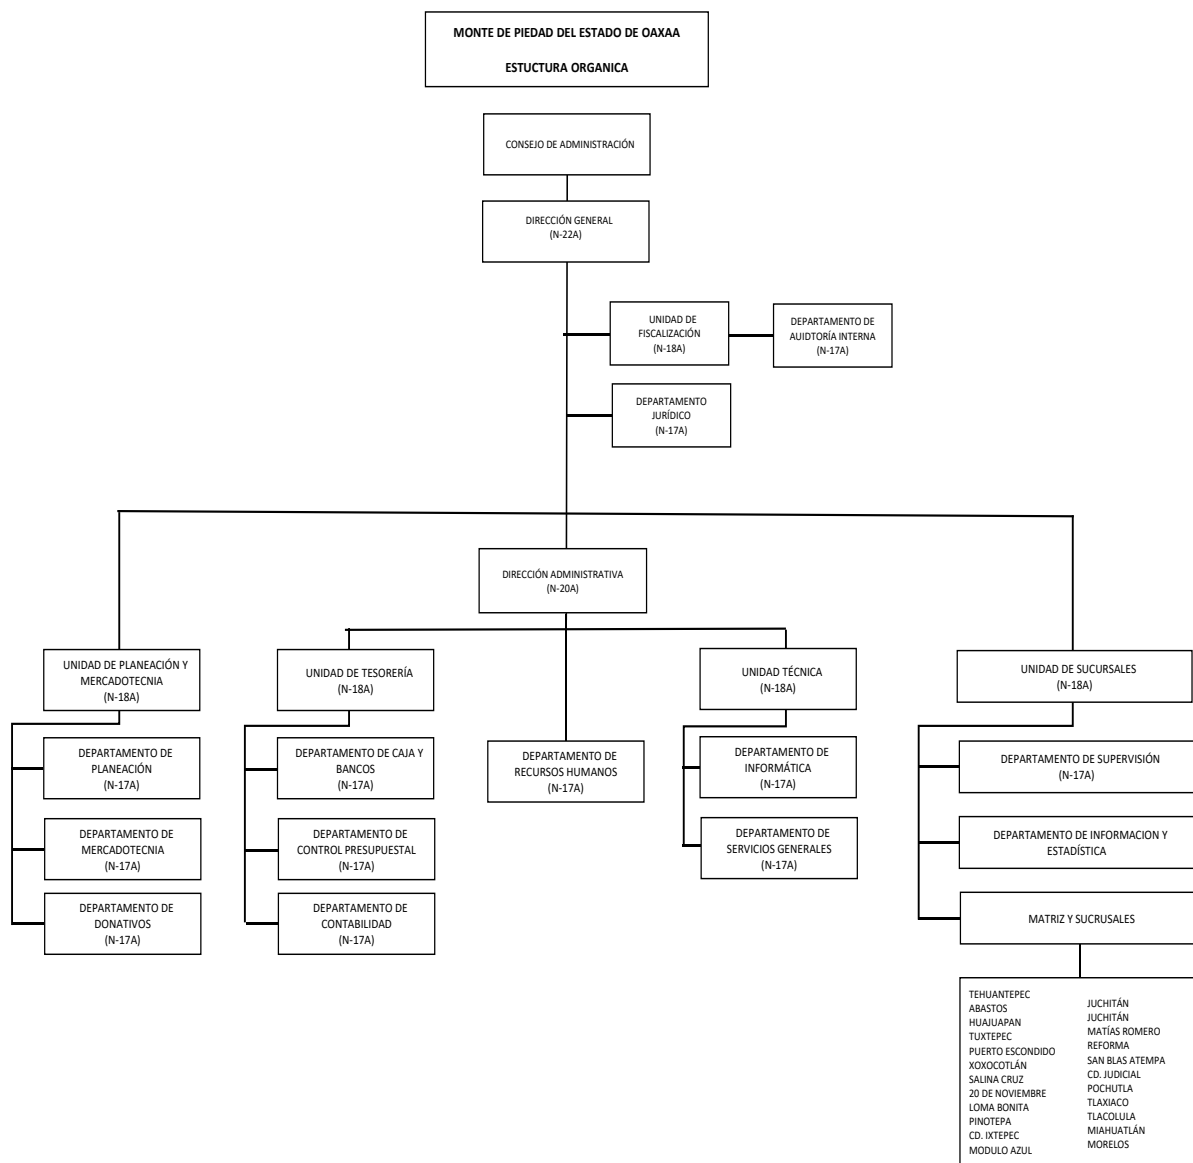 MONTE DE PIEDAD DEL ESTADO DE OAXAA
ESTUCTURA ORGANICA
CONSEJO DE ADMINISTRACIÓN
DIRECCIÓN GENERAL
(N-22A)
UNIDAD DE
FISCALIZACIÓN
(N-18A)
DEPARTAMENTO DE
AUIDTORÍA INTERNA
(N-17A)
DEPARTAMENTO
JURÍDICO
(N-17A)
DIRECCIÓN ADMINISTRATIVA
(N-20A)
UNIDAD DE PLANEACIÓN Y
MERCADOTECNIA
(N-18A)
UNIDAD DE TESORERÍA
(N-18A)
UNIDAD TÉCNICA
(N-18A)
UNIDAD DE SUCURSALES
(N-18A)
DEPARTAMENTO DE
PLANEACIÓN
(N-17A)
DEPARTAMENTO DE CAJA Y
BANCOS
(N-17A)
DEPARTAMENTO DE
RECURSOS HUMANOS
(N-17A)
DEPARTAMENTO DE
INFORMÁTICA
(N-17A)
DEPARTAMENTO DE SUPERVISIÓN
(N-17A)
DEPARTAMENTO DE
MERCADOTECNIA
(N-17A)
DEPARTAMENTO DE
CONTROL PRESUPUESTAL
(N-17A)
DEPARTAMENTO DE
SERVICIOS GENERALES
(N-17A)
DEPARTAMENTO DE INFORMACION Y
ESTADÍSTICA
DEPARTAMENTO DE
DONATIVOS
(N-17A)
DEPARTAMENTO DE
CONTABILIDAD
(N-17A)
MATRIZ Y SUCRUSALES
TEHUANTEPEC
ABASTOS
HUAJUAPAN
TUXTEPEC
PUERTO ESCONDIDO
XOXOCOTLÁN
SALINA CRUZ
20 DE NOVIEMBRE
LOMA BONITA
PINOTEPA
CD. IXTEPEC
MODULO AZUL
JUCHITÁN
JUCHITÁN
MATÍAS ROMERO
REFORMA
SAN BLAS ATEMPA
CD. JUDICIAL
POCHUTLA
TLAXIACO
TLACOLULA
MIAHUATLÁN
MORELOS